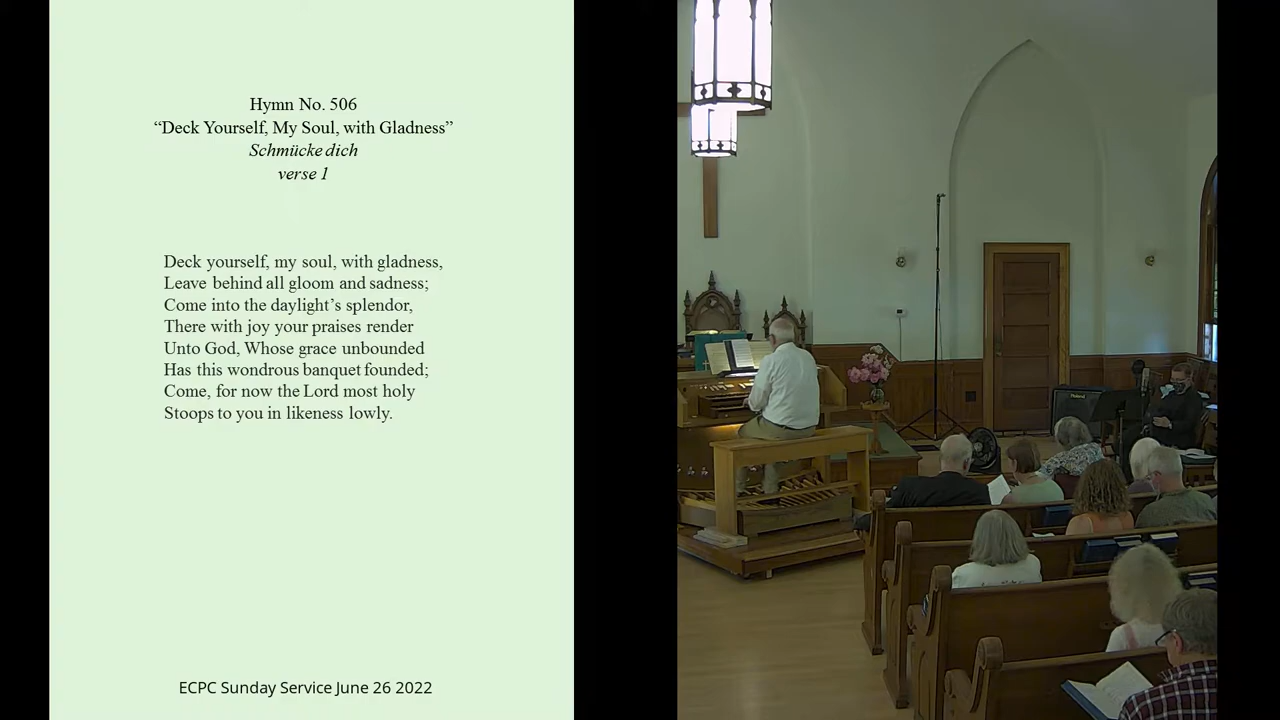 Hymn No. 506
“Deck Yourself, My Soul, with Gladness”
Schmücke dich
verse 1
Deck yourself, my soul, with gladness,
Leave behind all gloom and sadness;
Come into the daylight’s splendor,
There with joy your praises render
Unto God, Whose grace unbounded
Has this wondrous banquet founded;
Come, for now the Lord most holy
Stoops to you in likeness lowly.
ECPC Sunday Service June 26 2022
Roland